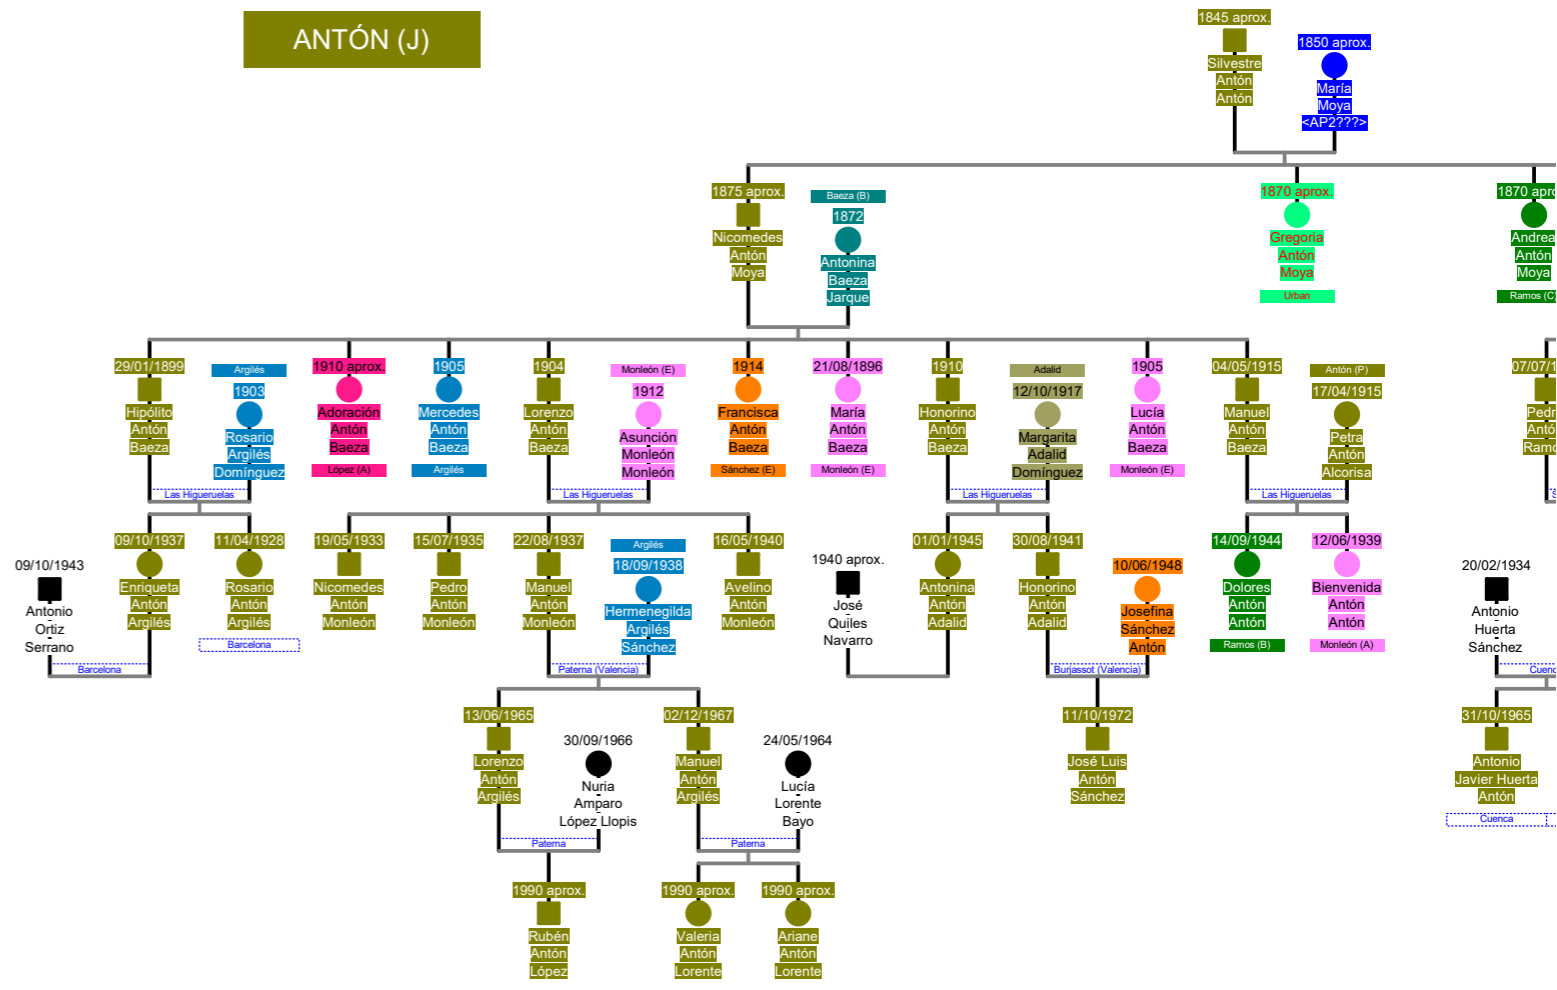 ANTÓN (J)
1845 aprox.
Silvestre
Antón
Antón
1850 aprox.
María
Moya
<AP2???>
1875 aprox.
Nicomedes
Antón
Moya
Baeza (B)
1872
Antonina
Baeza
Jarque
1870 aprox.
Gregoria
Antón
Moya
Urban
1870 apro
Andrea
Antón
Moya
Ramos (C)
29/01/1899
Hipólito
Antón
Baeza
Argilés
1903
Rosario
Argilés
Domínguez
Las Higueruelas
1910 aprox.
Adoración
Antón
Baeza
López (A)
1905
Mercedes
Antón
Baeza
Argilés
1904
Lorenzo
Antón
Baeza
Monleón (E)
1912
Asunción
Monleón
Monleón
Las Higueruelas
1914
Francisca
Antón
Baeza
Sánchez (E)
21/08/1896
María
Antón
Baeza
Monleón (E)
1910
Honorino
Antón
Baeza
Adalid
12/10/1917
Margarita
Adalid
Domínguez
Las Higueruelas
1905
Lucía
Antón
Baeza
Monleón (E)
04/05/1915
Manuel
Antón
Baeza
Antón (P)
17/04/1915
Petra
Antón
Alcorisa
Las Higueruelas
07/07/1
Pedr
Antó
Ramo
S
09/10/1943
Antonio
Ortiz
Serrano
09/10/1937
Enriqueta
Antón
Argilés
Barcelona
11/04/1928
Rosario
Antón
Argilés
Barcelona
19/05/1933
Nicomedes
Antón
Monleón
15/07/1935
Pedro
Antón
Monleón
22/08/1937
Manuel
Antón
Monleón
Argilés
18/09/1938
Hermenegilda
Argilés
Sánchez
Paterna (Valencia)
16/05/1940
Avelino
Antón
Monleón
1940 aprox.
José
Quiles
Navarro
01/01/1945
Antonina
Antón
Adalid
30/08/1941
Honorino
Antón
Adalid
10/06/1948
Josefina
Sánchez
Antón
Burjassot (Valencia)
14/09/1944
Dolores
Antón
Antón
Ramos (B)
12/06/1939
Bienvenida
Antón
Antón
Monleón (A)
20/02/1934
Antonio
Huerta
Sánchez
Cuenc
13/06/1965
Lorenzo
Antón
Argilés
30/09/1966
Nuria
Amparo
López Llopis
Paterna
02/12/1967
Manuel
Antón
Argilés
24/05/1964
Lucía
Lorente
Bayo
Paterna
11/10/1972
José Luis
Antón
Sánchez
31/10/1965
Antonio
Javier Huerta
Antón
Cuenca
1990 aprox.
Rubén
Antón
López
1990 aprox.
Valeria
Antón
Lorente
1990 aprox.
Ariane
Antón
Lorente